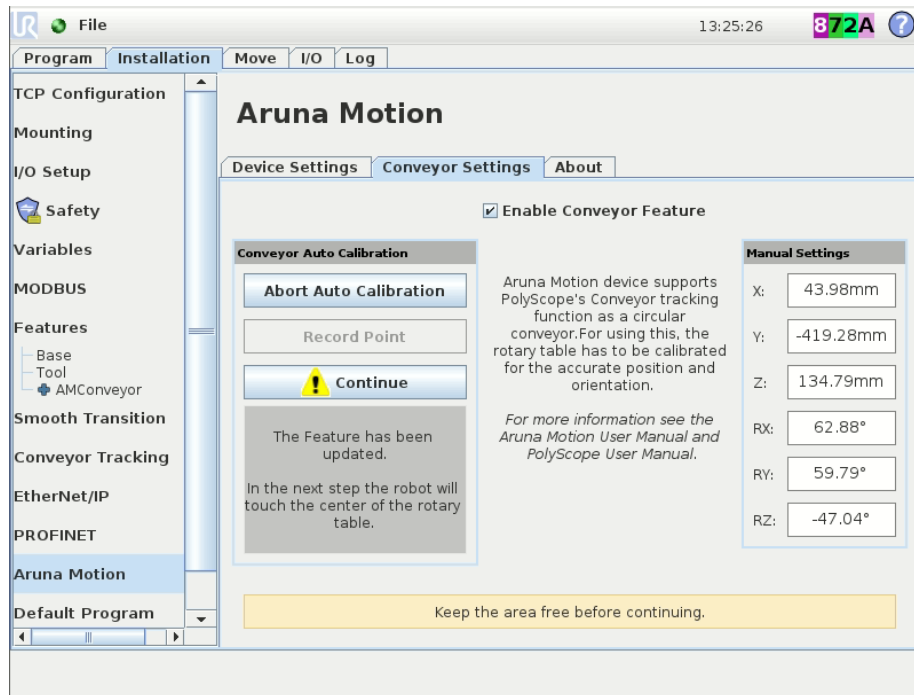 UR File 13:25:26 872A ?
Program Installation Move I/O Log
TCP Configuration
Mounting
I/O Setup
Safety
Variables
MODBUS
Features
Base
Tool
AMConveyor
Smooth Transition
Conveyor Tracking
EtherNet/IP
PROFINET
Aruna Motion
Default Program
Aruna Motion
Device Settings Conveyor Settings About
Enable Conveyor Feature
Conveyor Auto Calibration
Abort Auto Calibration
Record Point
Continue
The Feature has been
updated.
In the next step the robot will
touch the center of the rotary
table.
Aruna Motion device supports
PolyScope's Conveyor tracking
function as a circular
conveyor.For using this, the
rotary table has to be calibrated
for the accurate position and
orientation.
For more information see the
Aruna Motion User Manual and
PolyScope User Manual.
Manual Settings
X: 43.98mm
Y: -419.28mm
Z: 134.79mm
RX: 62.88°
RY: 59.79°
RZ: -47.04°
Keep the area free before continuing.